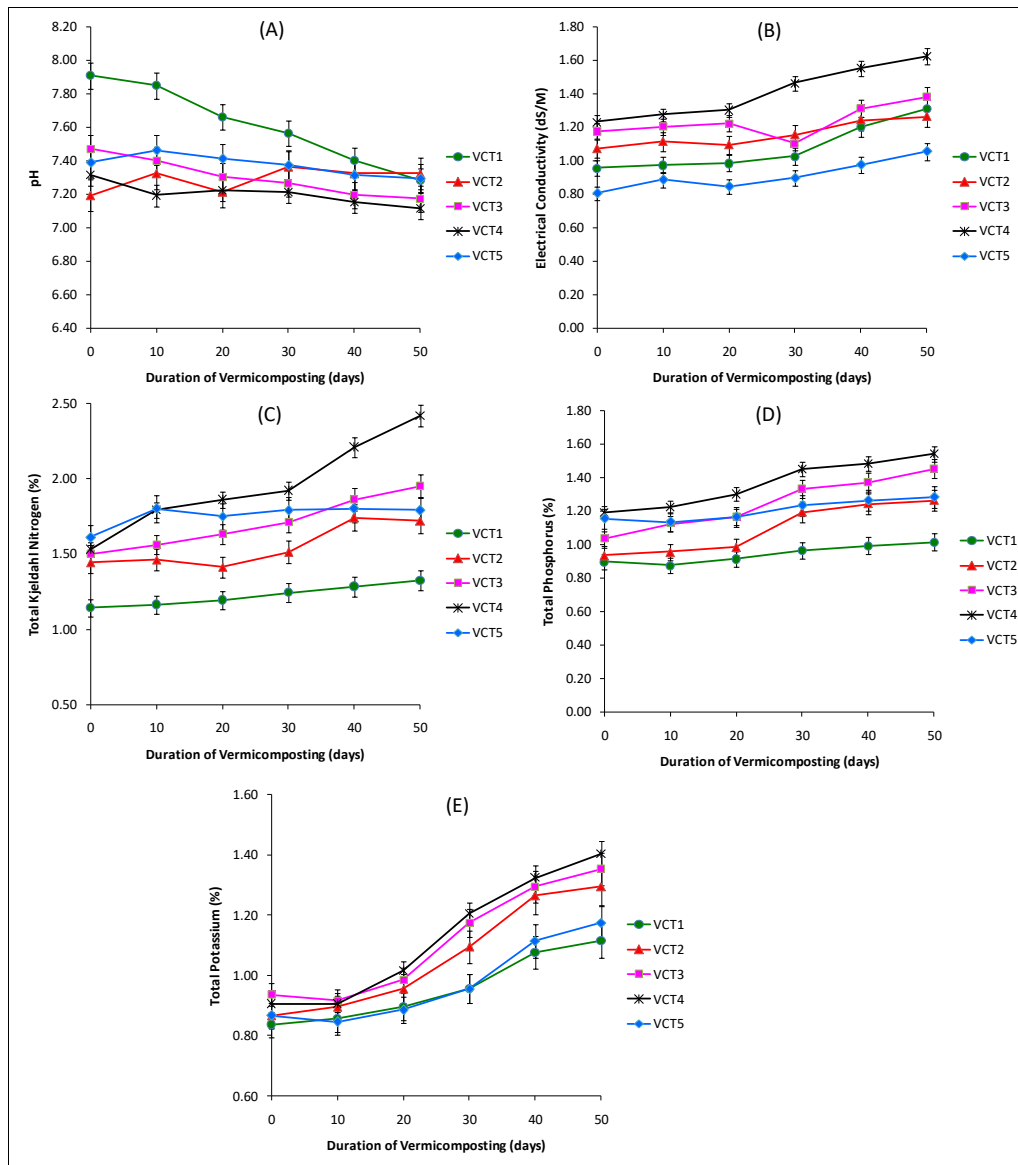 (A)
pH
8.00
7.80
7.60
7.40
7.20
7.00
6.80
6.60
6.40
0 10 20 30 40 50
Duration of Vermicomposting (days)
VCT1
VCT2
VCT3
VCT4
VCT5
(B)
Electrical Conductivity (dS/M)
1.80
1.60
1.40
1.20
1.00
0.80
0.60
0.40
0.20
0.00
0 10 20 30 40 50
Duration of Vermicomposting (days)
VCT1
VCT2
VCT3
VCT4
VCT5
(C)
Total Kjeldah Nitrogen (%)
2.50
2.00
1.50
1.00
0.50
0 10 20 30 40 50
Duration of Vermicomposting (days)
VCT1
VCT2
VCT3
VCT4
VCT5
(D)
Total Phosphorus (%)
1.80
1.60
1.40
1.20
1.00
0.80
0.60
0.40
0.20
0.00
0 10 20 30 40 50
Duration of Vermicomposting (days)
VCT1
VCT2
VCT3
VCT4
VCT5
(E)
Total Potassium (%)
1.60
1.40
1.20
1.00
0.80
0.60
0 10 20 30 40 50
Duration of Vermicomposting (days)
VCT1
VCT2
VCT3
VCT4
VCT5